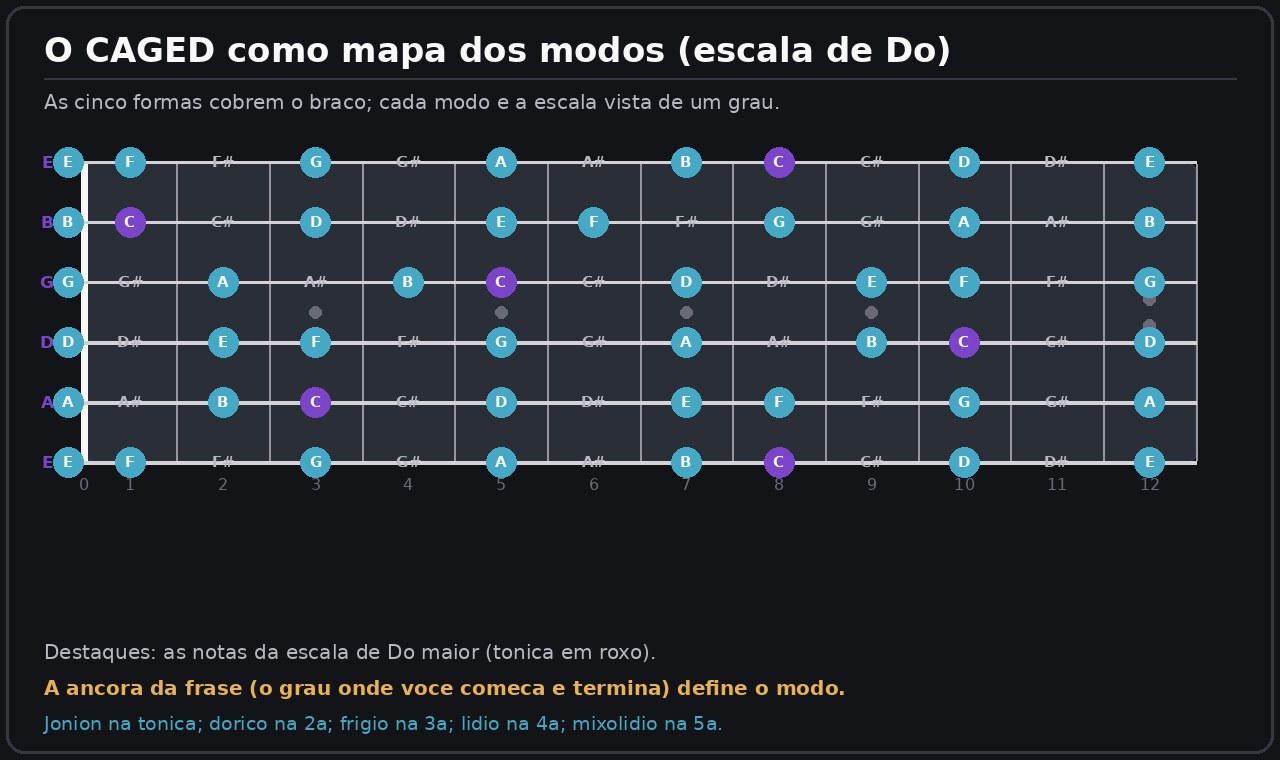 O CAGED como mapa dos modos (escala de Do)
As cinco formas cobrem o braco; cada modo e a escala vista de um grau.
E E F F# G G# A A# B C C# D D# E
B B C C# D D# E F F# G G# A A# B
G G G# A A# B C C# D D# E F F# G
D D D# E F F# G G# A A# B C C# D
A A A# B C C# D D# E F F# G G# A
E E F F# G G# A A# B C C# D D# E
0 1 2 3 4 5 6 7 8 9 10 11 12
Destaques: as notas da escala de Do maior (tonica em roxo).
A ancora da frase (o grau onde voce comeca e termina) define o modo.
Jonion na tonica; dorico na 2a; frigio na 3a; lidio na 4a; mixolidio na 5a.